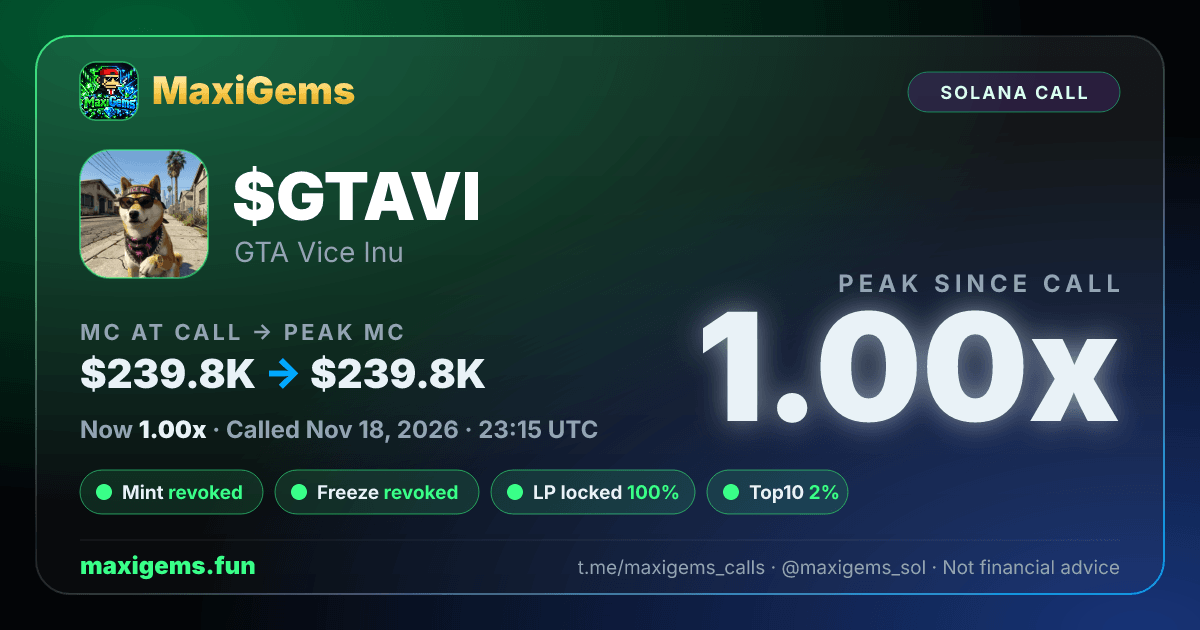 MaxiGems
MaxiGems
SOLANA CALL
$GTAVI
GTA Vice Inu
PEAK SINCE CALL
1.00x
MC AT CALL → PEAK MC
$239.8K → $239.8K
Now 1.00x · Called Nov 18, 2026 · 23:15 UTC
Mint revoked
Freeze revoked
LP locked 100%
Top10 2%
maxigems.fun
t.me/maxigems_calls · @maxigems_sol · Not financial advice